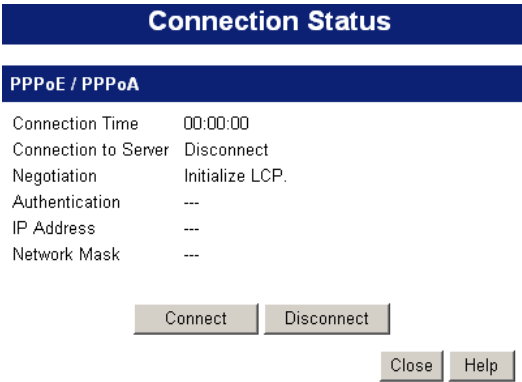 Connection Status
PPPoE / PPPoA
Connection Time 00:00:00
Connection to Server Disconnect
Negotiation Initialize LCP.
Authentication ---
IP Address ---
Network Mask ---
Connect Disconnect
Close Help